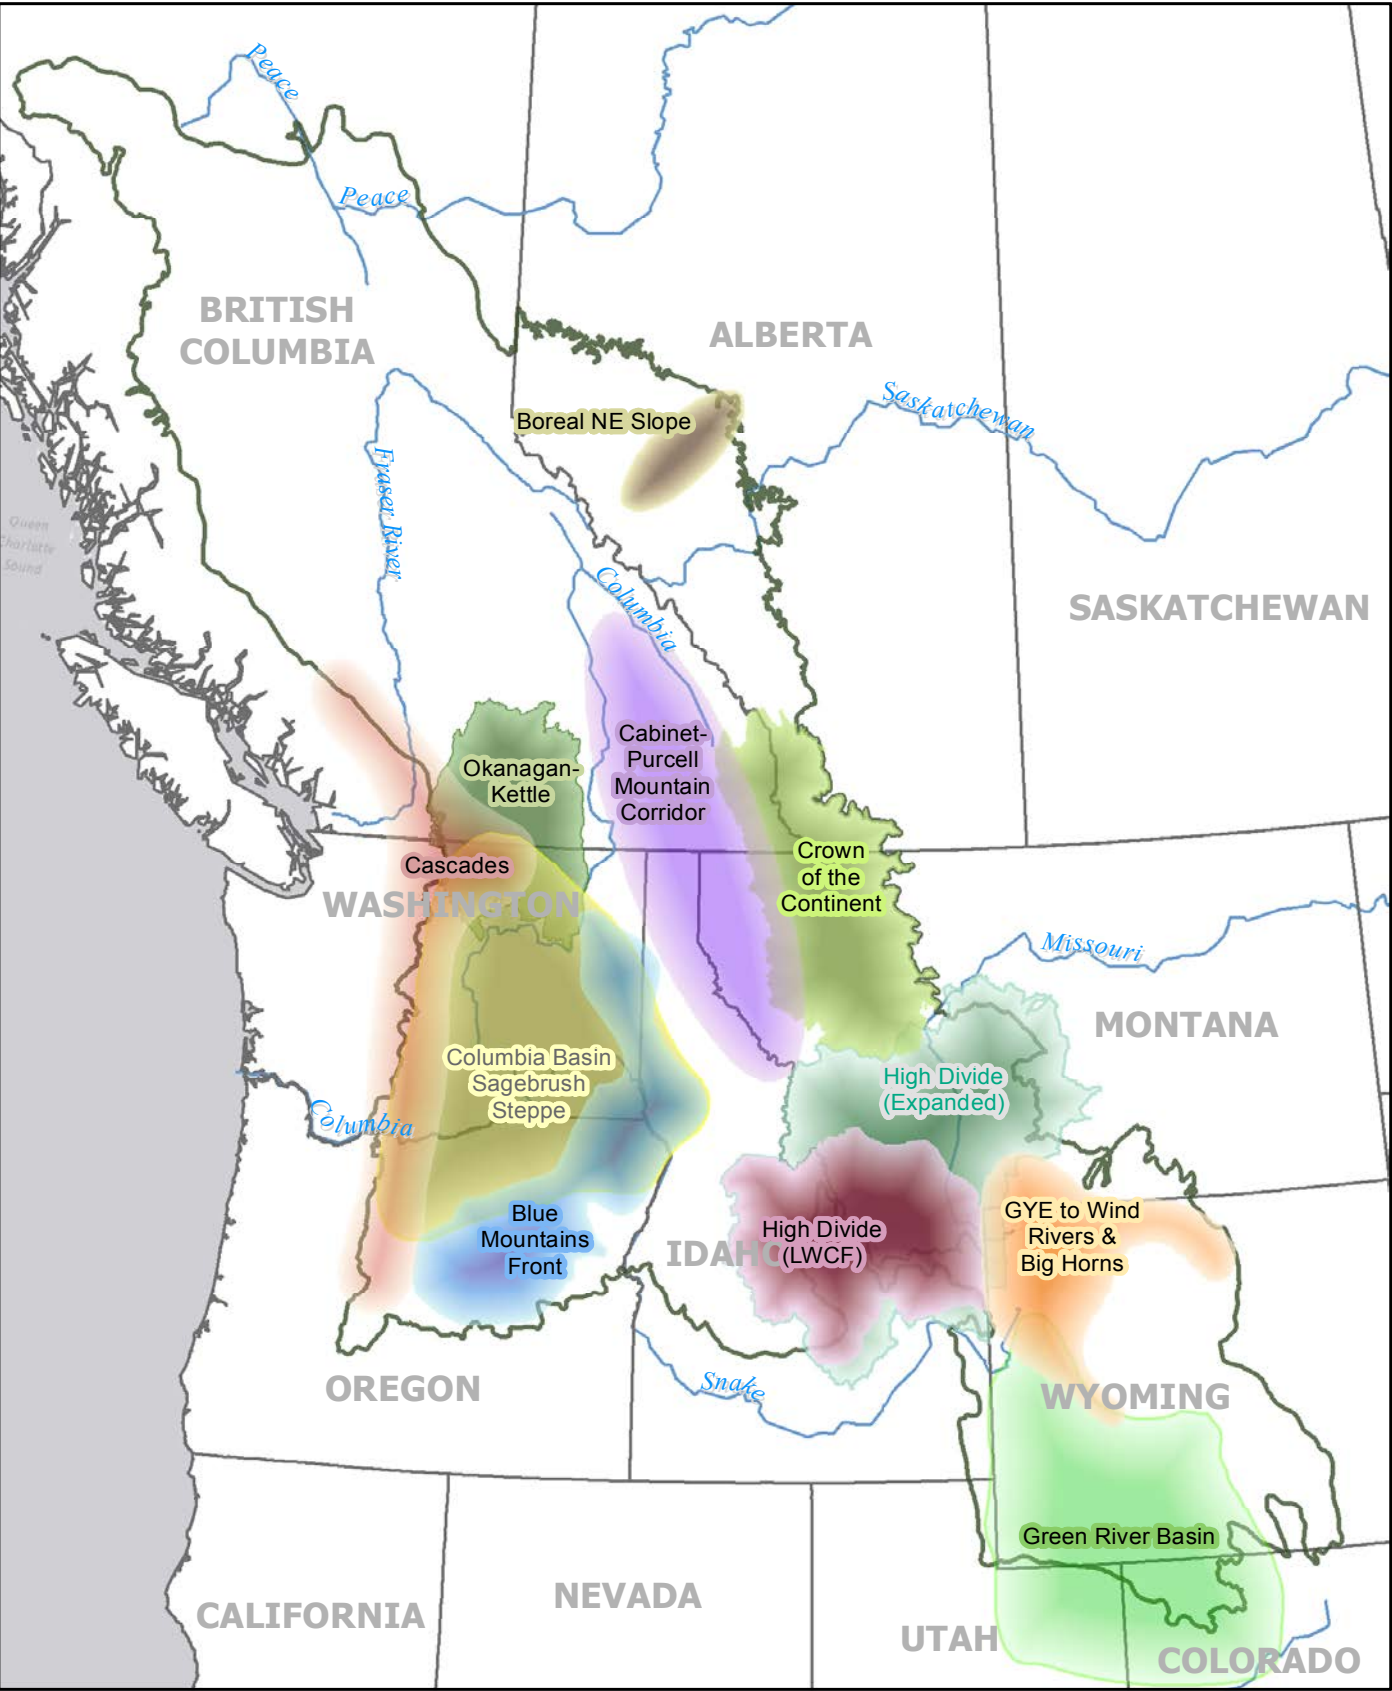 Peace
Peace
BRITISH
COLUMBIA
ALBERTA
Saskatchewan
Boreal NE Slope
Fraser River
Queen
Charlotte
Sound
Columbia
SASKATCHEWAN
Cabinet-
Purcell
Mountain
Corridor
Okanagan-
Kettle
Crown
of the
Continent
Cascades
WASHINGTON
Missouri
MONTANA
Columbia Basin
Sagebrush
Steppe
High Divide
(Expanded)
Columbia
Blue
Mountains
Front
IDAHO
High Divide
(LWCF)
GYE to Wind
Rivers &
Big Horns
OREGON
Snake
WYOMING
Green River Basin
CALIFORNIA
NEVADA
UTAH
COLORADO